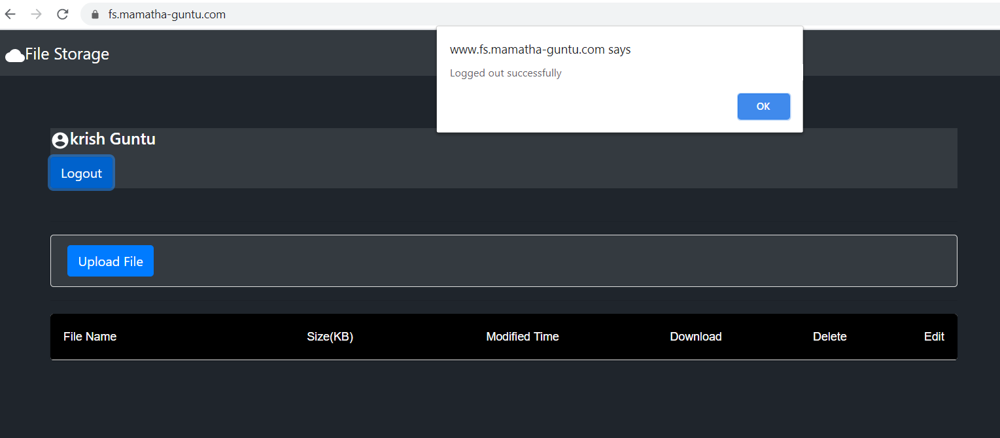 fs.mamatha-guntu.com
File Storage
www.fs.mamatha-guntu.com says
Logged out successfully
OK
krish Guntu
Logout
Upload File
File Name Size(KB) Modified Time Download Delete Edit